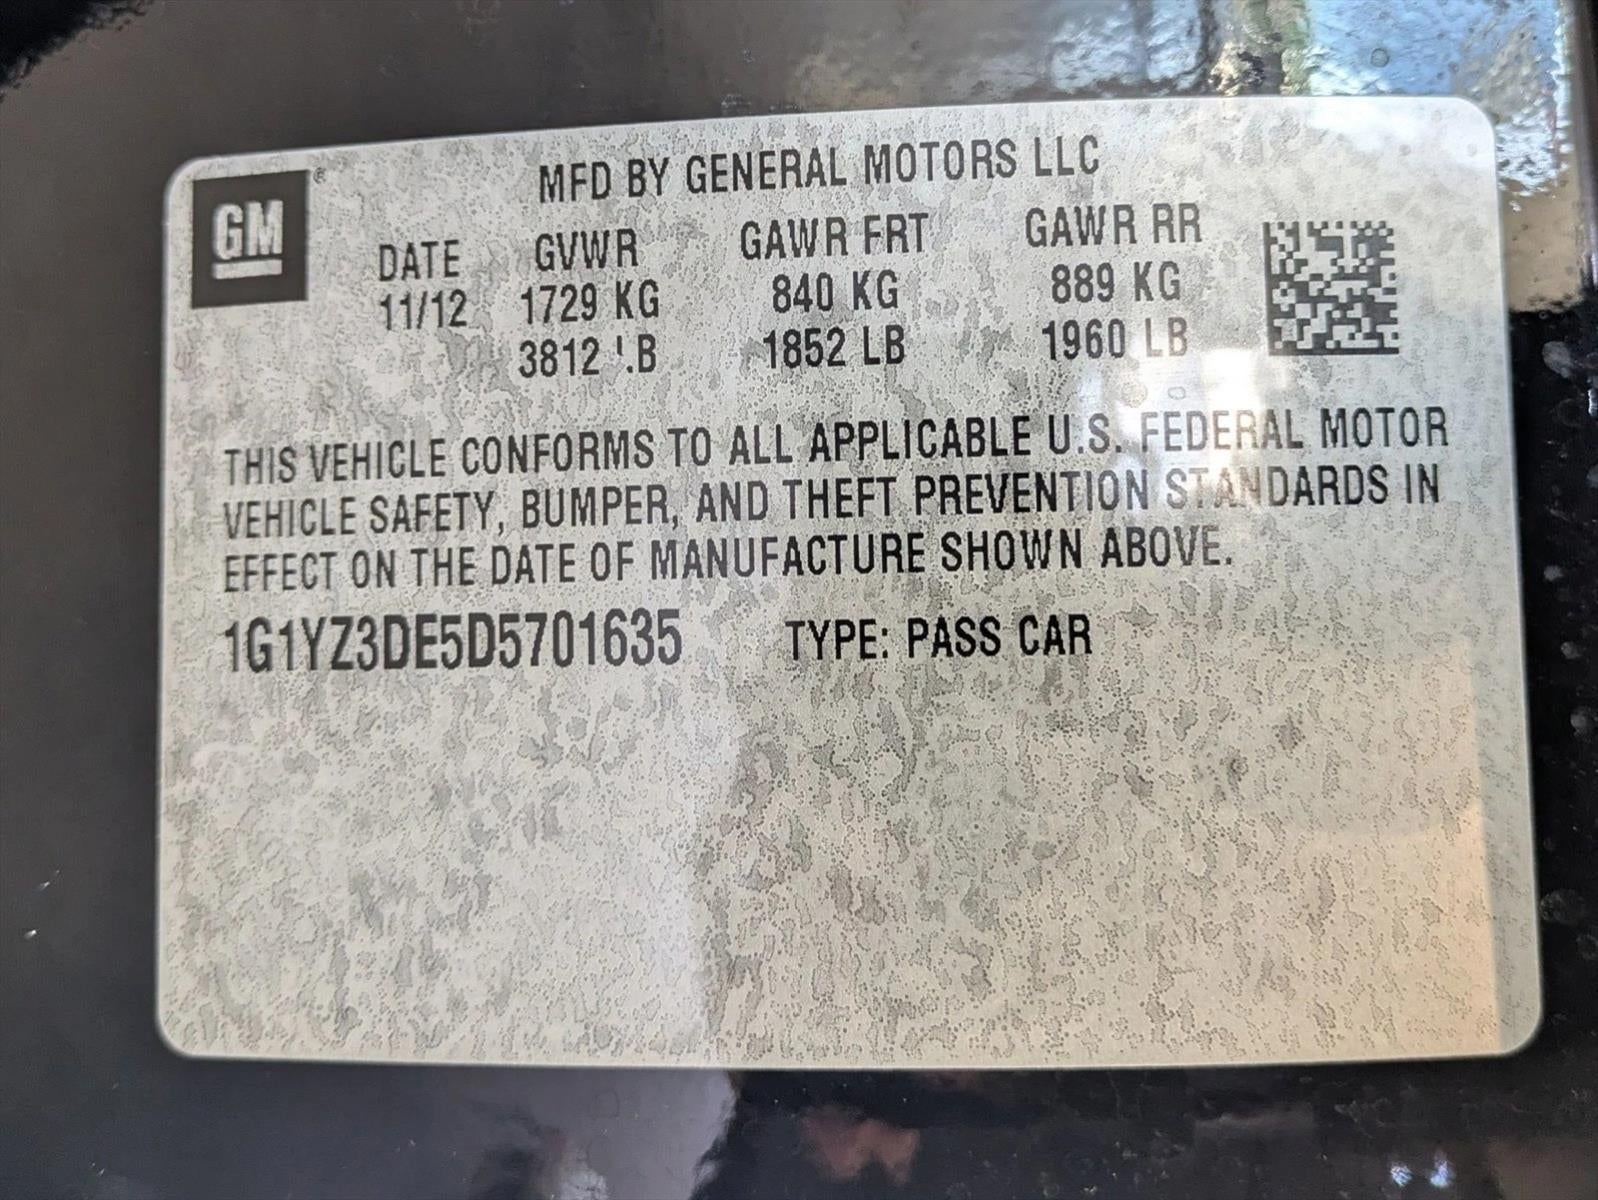 GM
MFD BY GENERAL MOTORS LLC
DATE GVWR GAWR FRT GAWR RR
11/12 1729 KG 840 KG 889 KG
3812 LB 1852 LB 1960 LB
THIS VEHICLE CONFORMS TO ALL APPLICABLE U.S. FEDERAL MOTOR
VEHICLE SAFETY, BUMPER, AND THEFT PREVENTION STANDARDS IN
EFFECT ON THE DATE OF MANUFACTURE SHOWN ABOVE.
1G1YZ3DE5D5701635 TYPE: PASS CAR